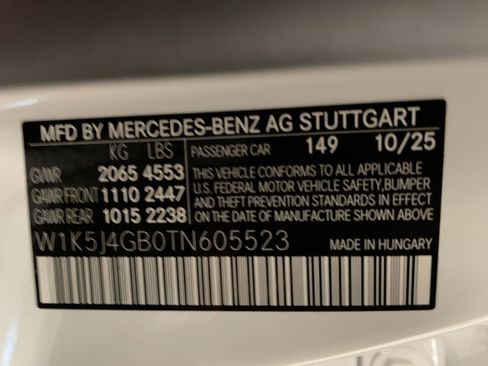 MFD BY MERCEDES-BENZ AG STUTTGART
KG LBS PASSENGER CAR 149 10/25
GVWR 2065 4553
GAWR FRONT 1110 2447
GAWR REAR 1015 2238
THIS VEHICLE CONFORMS TO ALL APPLICABLE
U.S. FEDERAL MOTOR VEHICLE SAFETY, BUMPER
AND THEFT PREVENTION STANDARDS IN EFFECT
ON THE DATE OF MANUFACTURE SHOWN ABOVE.
W1K5J4GB0TN605523 MADE IN HUNGARY